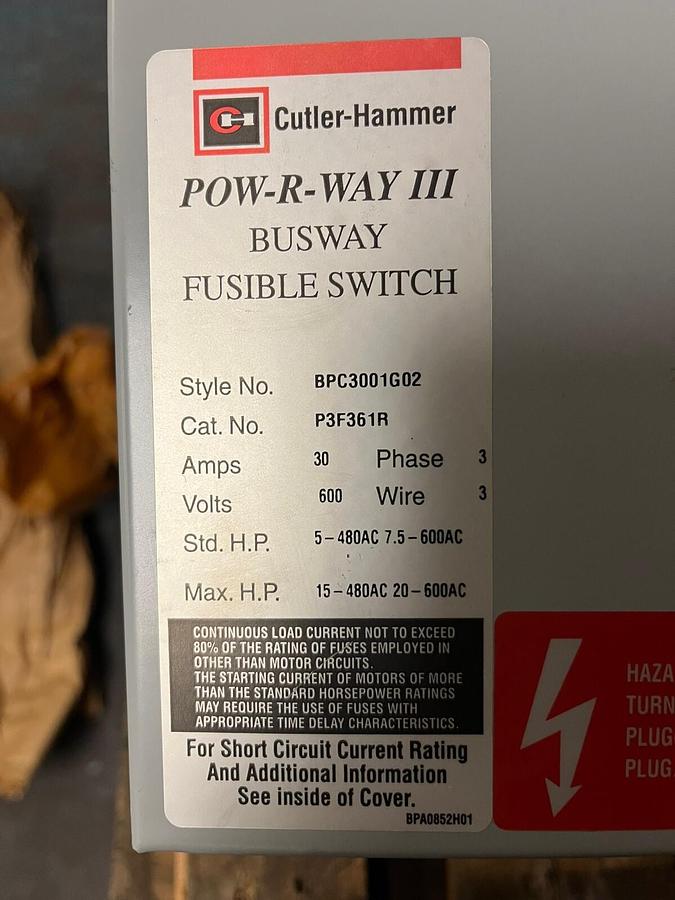 CH Cutler-Hammer
POW-R-WAY III
BUSWAY
FUSIBLE SWITCH
Style No. BPC3001G02
Cat. No. P3F361R
Amps 30 Phase 3
Volts 600 Wire 3
Std. H.P. 5-480AC 7.5-600AC
Max. H.P. 15-480AC 20-600AC
CONTINUOUS LOAD CURRENT NOT TO EXCEED
80% OF THE RATING OF FUSES EMPLOYED IN
OTHER THAN MOTOR CIRCUITS.
THE STARTING CURRENT OF MOTORS OF MORE
THAN THE STANDARD HORSEPOWER RATINGS
MAY REQUIRE THE USE OF FUSES WITH
APPROPRIATE TIME DELAY CHARACTERISTICS.
For Short Circuit Current Rating
And Additional Information
See inside of Cover.
BPA0852H01
HAZA
TURN
PLUG
PLUG